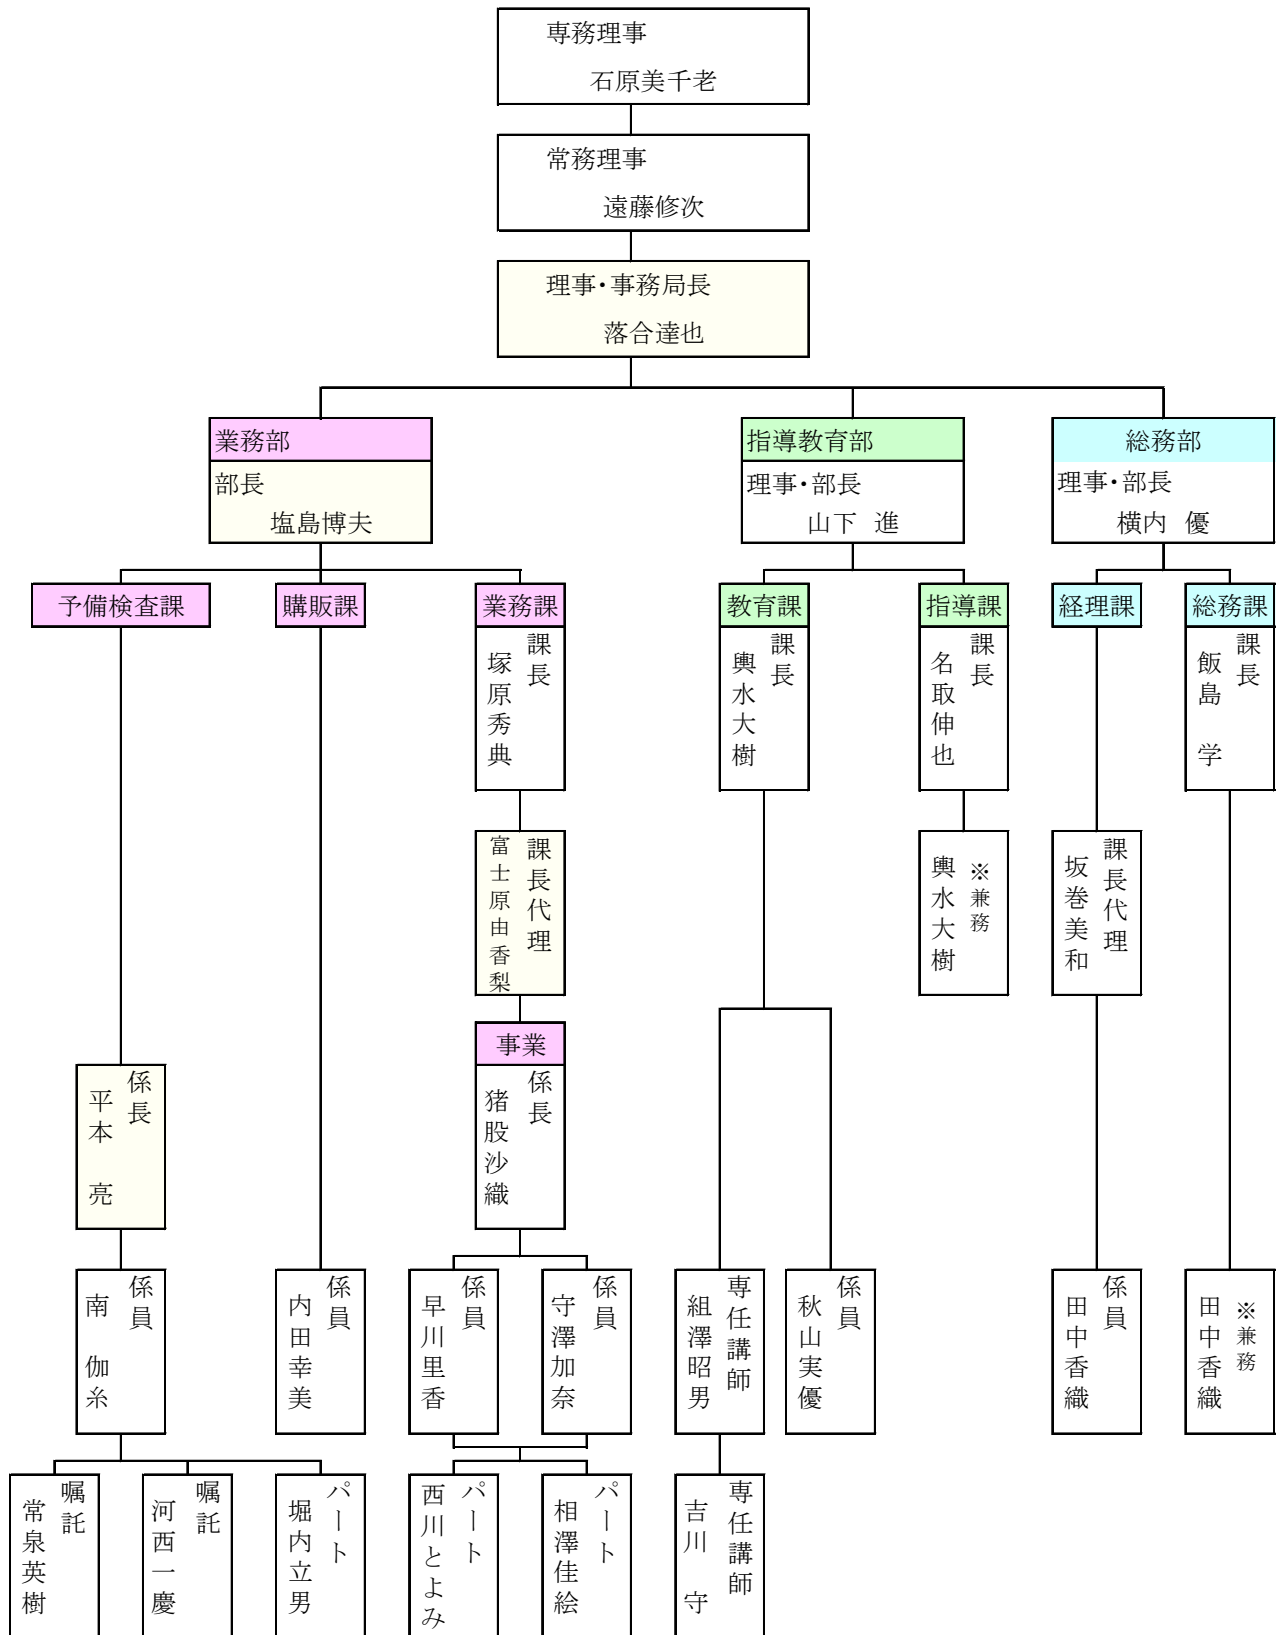 専務理事
石原美千老
常務理事
遠藤修次
理事・事務局長
落合達也
業務部
部長
塩島博夫
指導教育部
理事・部長
山下 進
総務部
理事・部長
横内 優
予備検査課
購販課
業務課
課長
塚原秀典
教育課
課長
輿水大樹
指導課
課長
名取伸也
経理課
総務課
課長
飯島 学
課長代理
富士原由香梨
※兼務
輿水大樹
課長代理
坂巻美和
事業
係長
猪股沙織
係長
平本 亮
係員
南 伽糸
係員
内田幸美
係員
早川里香
係員
守澤加奈
専任講師
組澤昭男
係員
秋山実優
係員
田中香織
※兼務
田中香織
嘱託
常泉英樹
嘱託
河西一慶
パート
堀内立男
パート
西川とよみ
パート
相澤佳絵
専任講師
吉川 守